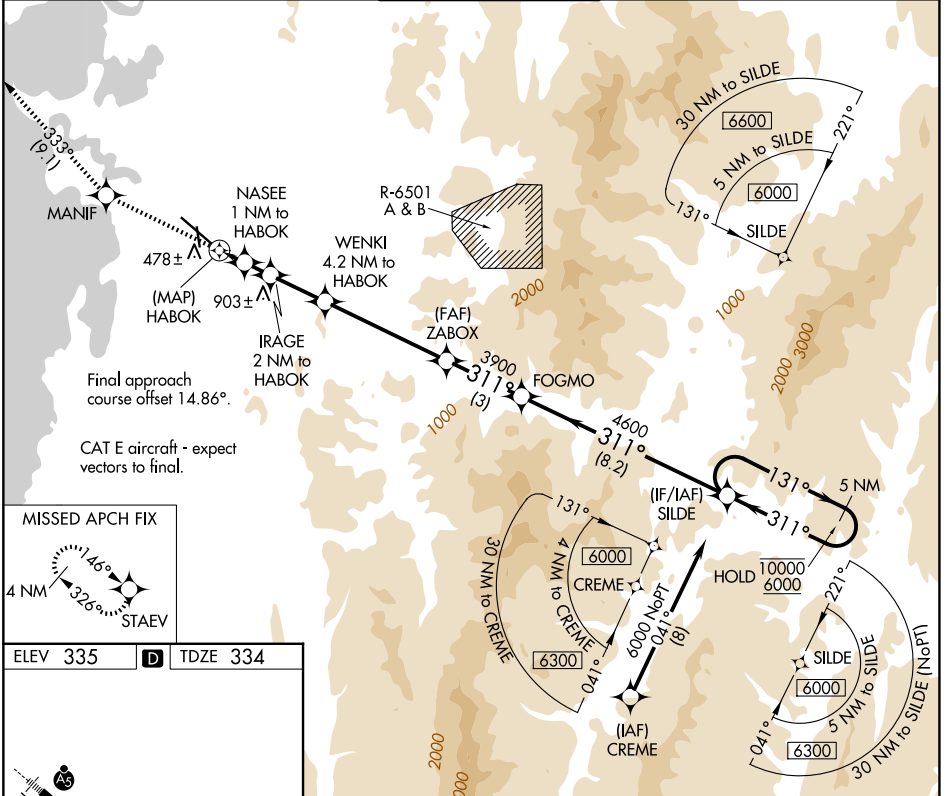 30 NM to SILDE
6600
221°
5 NM to SILDE
6000
131°
SILDE
333°
(9.1)
MANIF
NASEE
1 NM to
HABOK
R-6501
A & B
478±
(MAP)
HABOK
903±
WENKI
4.2 NM to
HABOK
IRAGE
2 NM to
HABOK
2000
1000
2000
3000
(FAF)
ZABOX
3900
311°
(3)
FOGMO
1000
4600
311°
(8.2)
Final approach
course offset 14.86°.
CAT E aircraft - expect
vectors to final.
(IF/IAF)
SILDE
131°
5 NM
311°
HOLD
10000
6000
MISSED APCH FIX
146°
4 NM
326°
STAEV
131°
30 NM to CREME
4 NM to CREME
6000
CREME
6300
041°
6000 NoPT
041°
(8)
(IAF)
CREME
221°
SILDE
6000
5 NM to SILDE
041°
6300
30 NM to SILDE (NoPT)
2000
ELEV 335
D
TDZE 334
A5